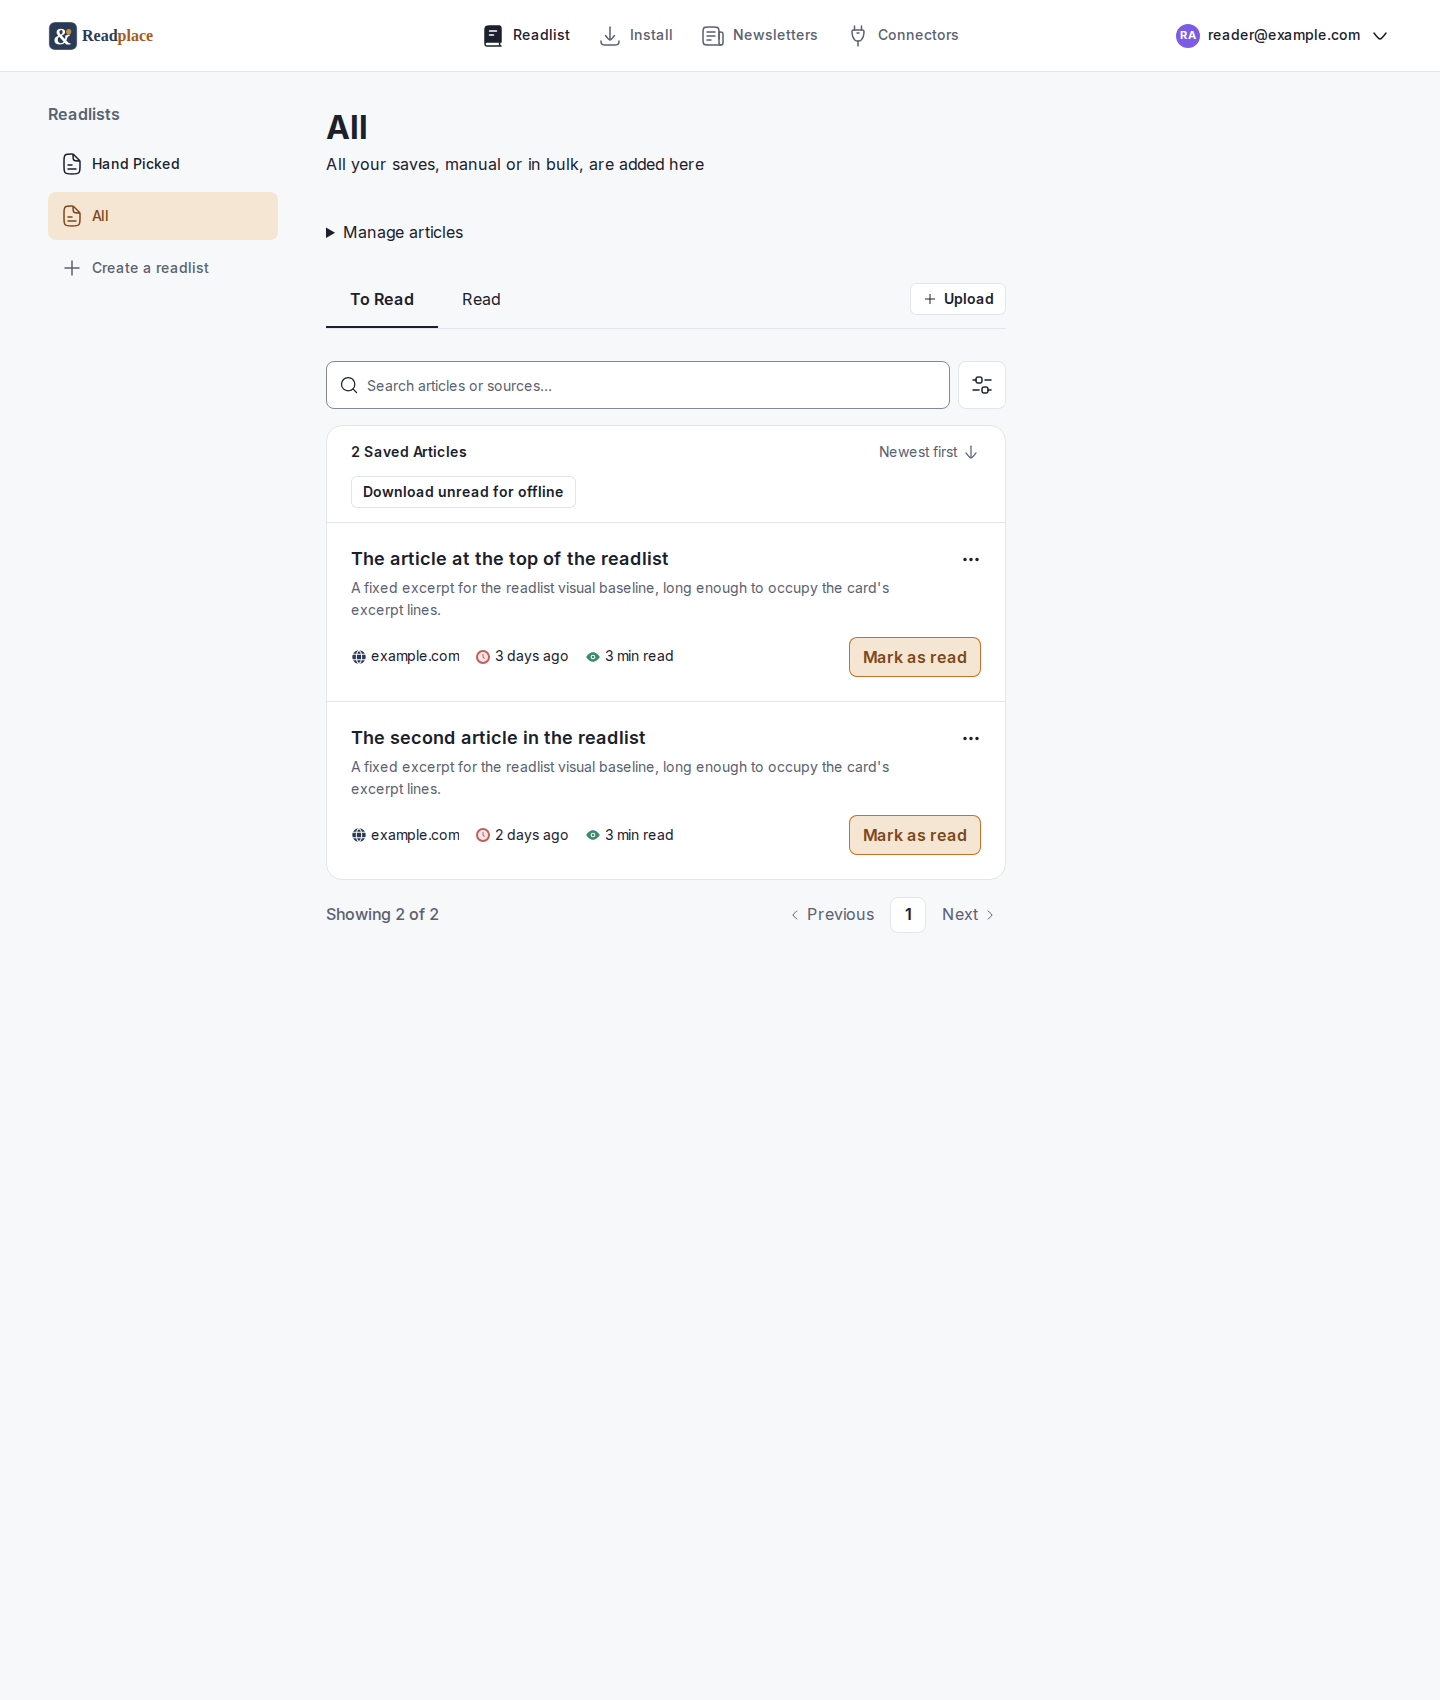 & Readplace
Readlist
Install
Newsletters
Connectors
RA
reader@example.com
Readlists
Hand Picked
All
Create a readlist
All
All your saves, manual or in bulk, are added here
Manage articles
To Read
Read
Upload
Search articles or sources...
2 Saved Articles
Newest first
Download unread for offline
The article at the top of the readlist
A fixed excerpt for the readlist visual baseline, long enough to occupy the card's
excerpt lines.
example.com
3 days ago
3 min read
Mark as read
The second article in the readlist
A fixed excerpt for the readlist visual baseline, long enough to occupy the card's
excerpt lines.
example.com
2 days ago
3 min read
Mark as read
Showing 2 of 2
Previous
1
Next